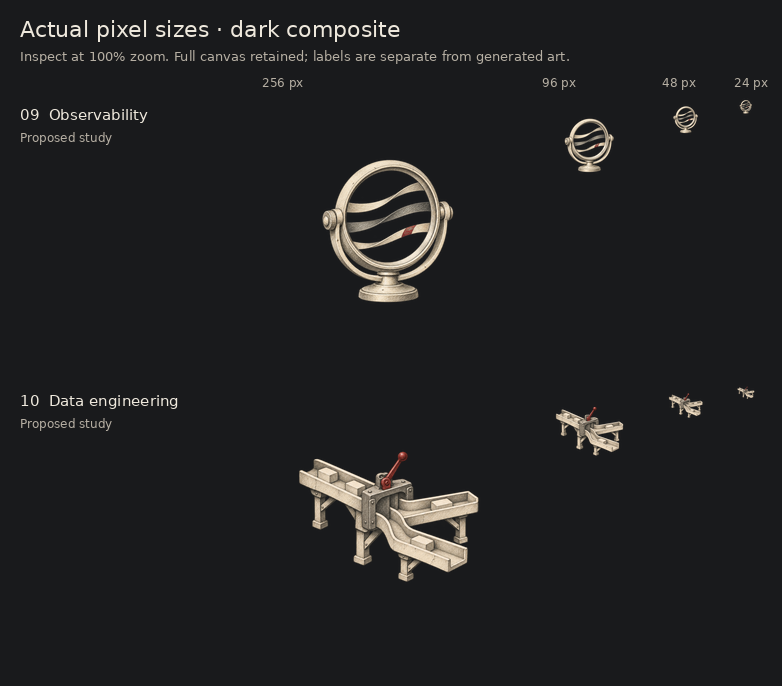 Actual pixel sizes · dark composite
Inspect at 100% zoom. Full canvas retained; labels are separate from generated art.
256 px 96 px 48 px 24 px
09 Observability
Proposed study
10 Data engineering
Proposed study